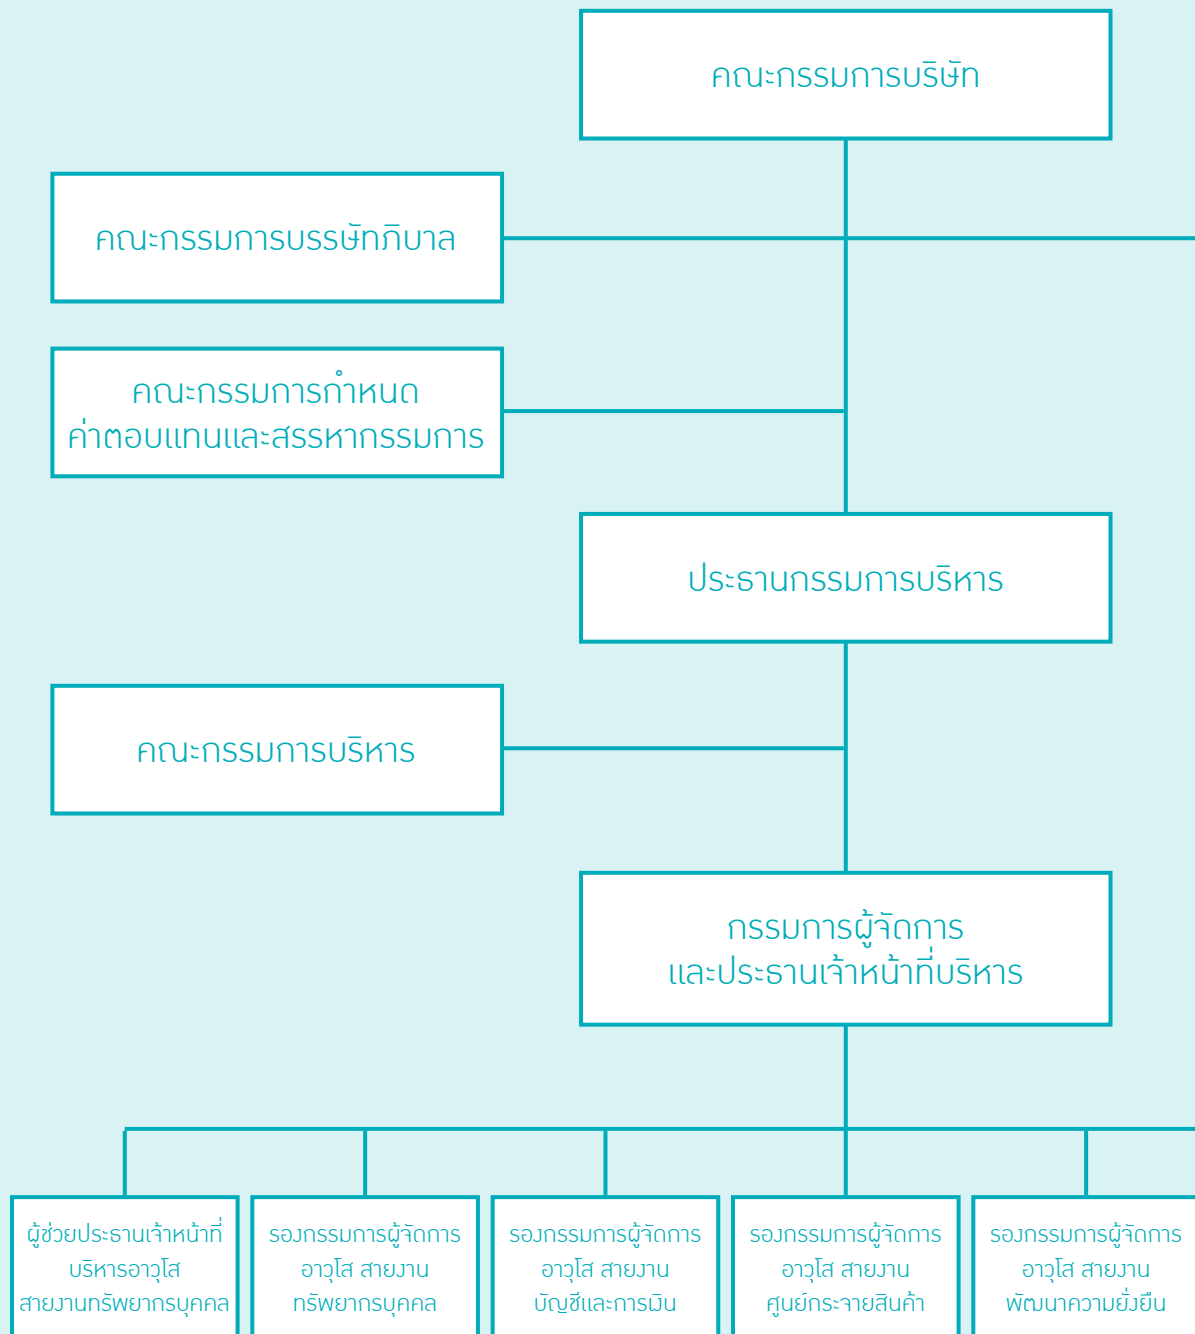 คณะกรรมการบริษัท
คณะกรรมการบรรษัทภิบาล
คณะกรรมการกำหนด
ค่าตอบแทนและสรรหากรรมการ
ประธานกรรมการบริหาร
คณะกรรมการบริหาร
กรรมการผู้จัดการ
และประธานเจ้าหน้าที่บริหาร
ผู้ช่วยประธานเจ้าหน้าที่
บริหารอาวุโส
สายงานทรัพยากรบุคคล
รองกรรมการผู้จัดการ
อาวุโส สายงาน
ทรัพยากรบุคคล
รองกรรมการผู้จัดการ
อาวุโส สายงาน
บัญชีและการเงิน
รองกรรมการผู้จัดการ
อาวุโส สายงาน
ศูนย์กระจายสินค้า
รองกรรมการผู้จัดการ
อาวุโส สายงาน
พัฒนาความยั่งยืน